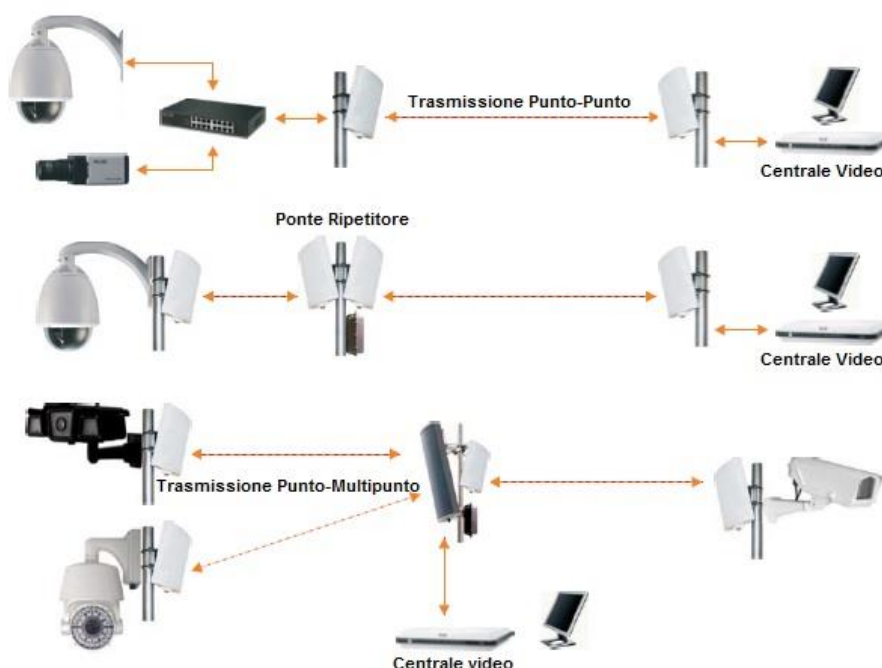 Trasmissione Punto-Punto
Centrale Video
Ponte Ripetitore
Centrale Video
Trasmissione Punto-Multipunto
Centrale video